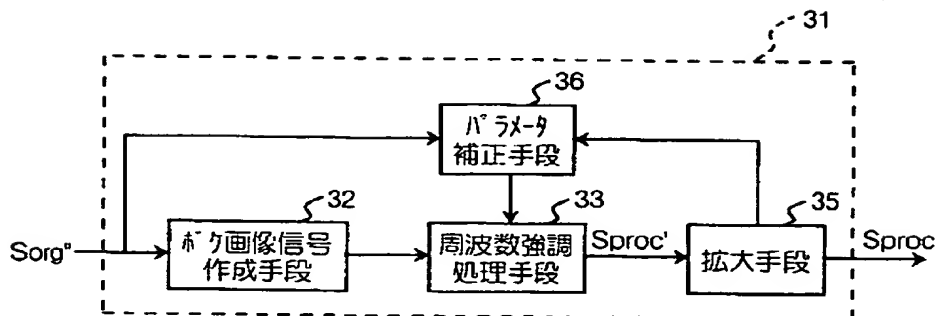 31
36
パラメータ
補正手段
32
ボケ画像信号
作成手段
33
周波数強調
処理手段
35
拡大手段
Sorg"
Sproc'
Sproc